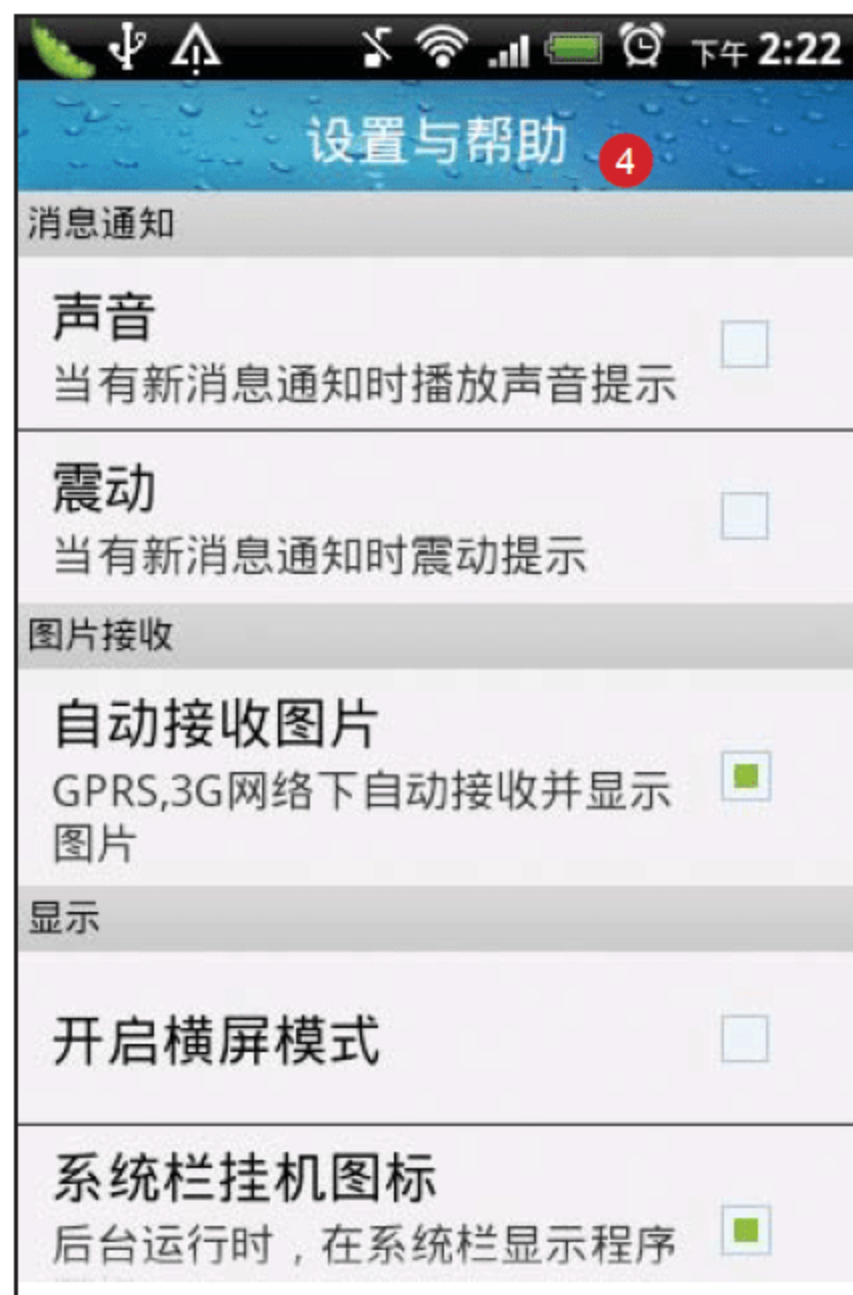 下午 2:22
设置与帮助 4
消息通知
声音
当有新消息通知时播放声音提示
震动
当有新消息通知时震动提示
图片接收
自动接收图片
GPRS,3G网络下自动接收并显示
图片
显示
开启横屏模式
系统栏挂机图标
后台运行时，在系统栏显示程序